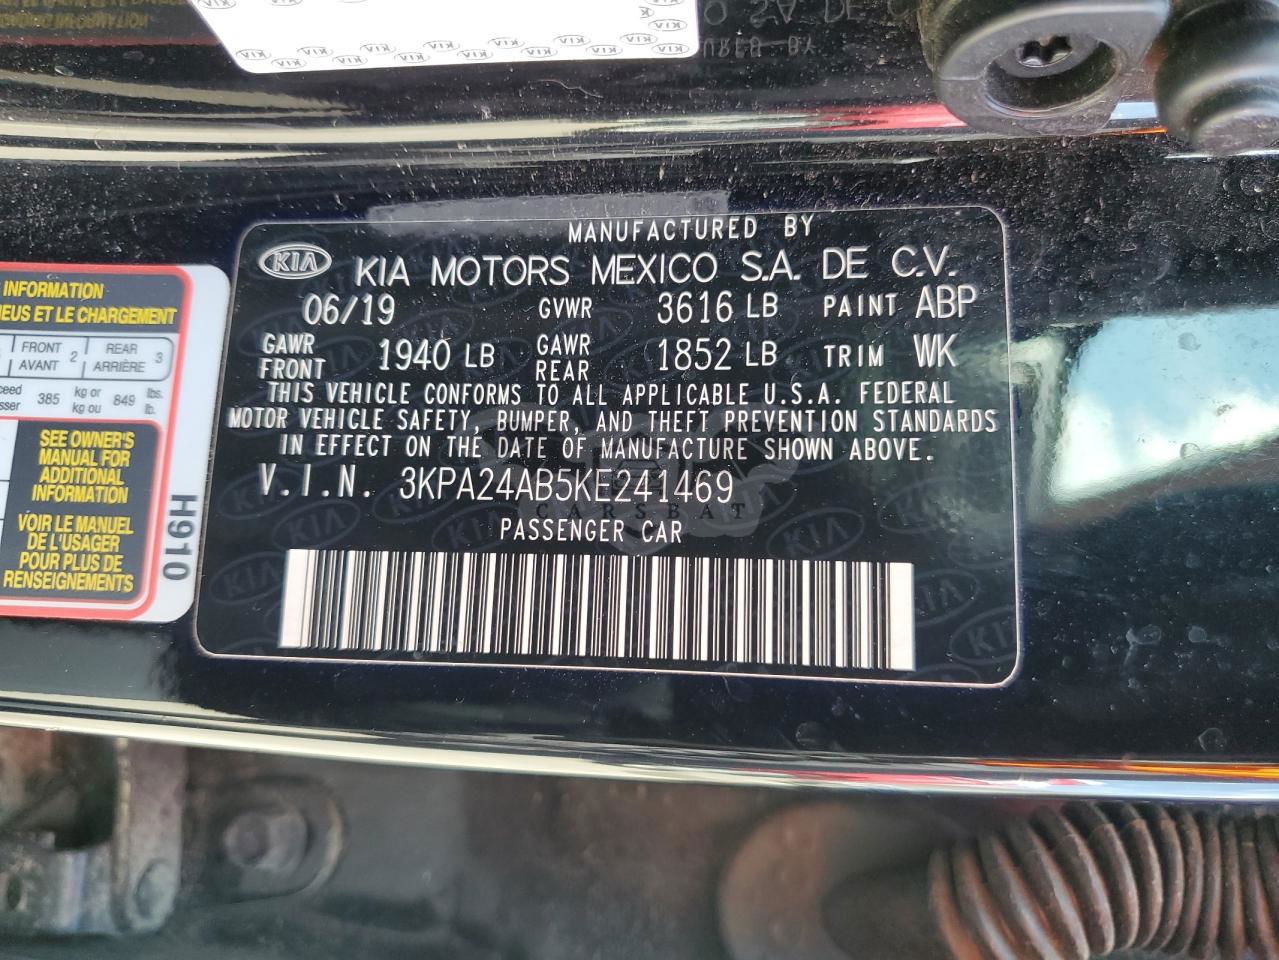 MANUFACTURED BY
KIA KIA MOTORS MEXICO S.A. DE C.V.
06/19 GVWR 3616 LB PAINT ABP
GAWR FRONT 1940 LB GAWR REAR 1852 LB TRIM WK
THIS VEHICLE CONFORMS TO ALL APPLICABLE U.S.A. FEDERAL
MOTOR VEHICLE SAFETY, BUMPER, AND THEFT PREVENTION STANDARDS
IN EFFECT ON THE DATE OF MANUFACTURE SHOWN ABOVE.
V.I.N. 3KPA24AB5KE241469
CARSBAT
PASSENGER CAR
INFORMATION
ET LE CHARGEMENT
FRONT AVANT 2 REAR ARRIÈRE 3
385 kg or kg ou 849 lbs. lb.
SEE OWNER'S
MANUAL FOR
ADDITIONAL
INFORMATION
VOIR LE MANUEL
DE L'USAGER
POUR PLUS DE
RENSEIGNEMENTS
H910